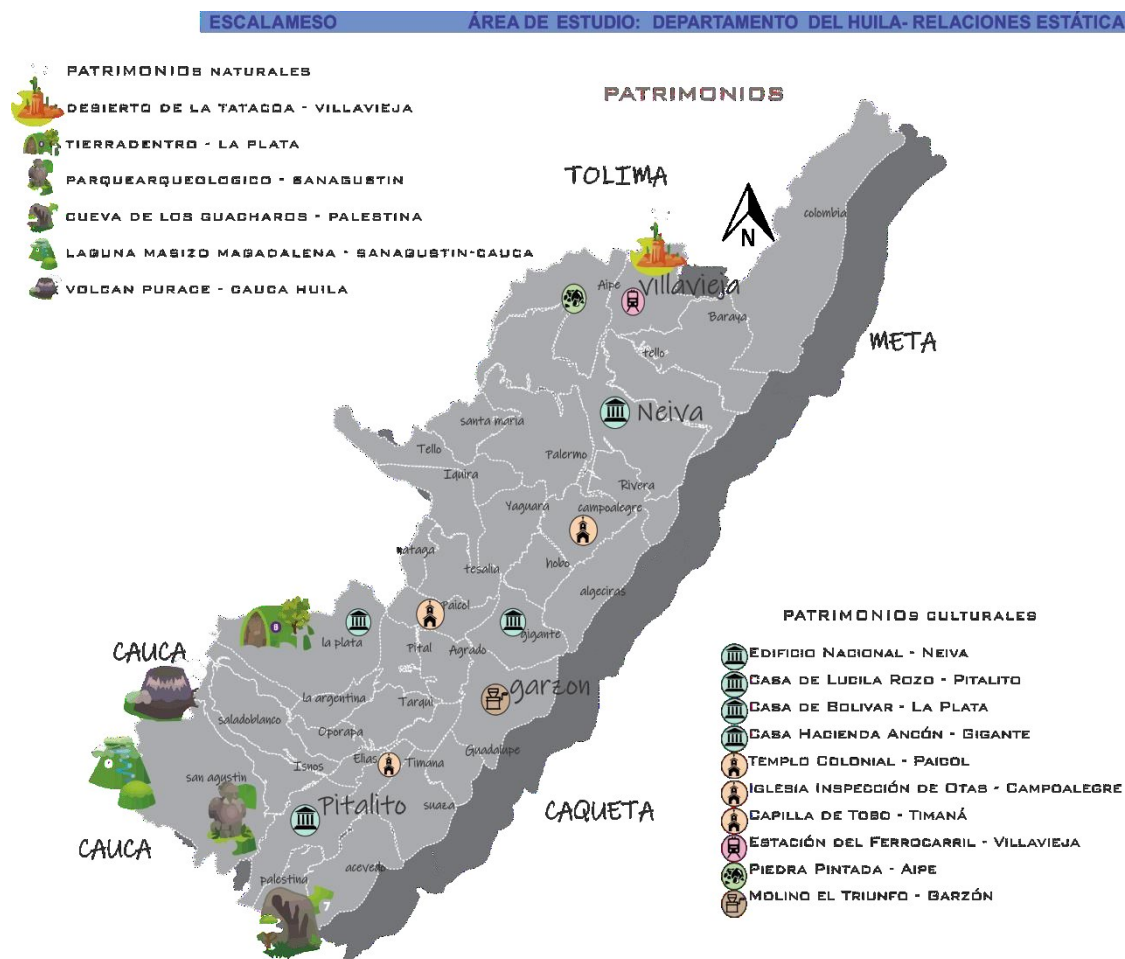 ESCALAMESO ÁREA DE ESTUDIO: DEPARTAMENTO DEL HUILA- RELACIONES ESTÁTICA
PATRIMONIOs NATURALES
DESIERTO DE LA TATACOA - VILLAVIEJA
TIERRADENTRO - LA PLATA
PARQUEARQUEOLOGICO - SANAGUSTIN
CUEVA DE LOS GUACHAROS - PALESTINA
LAGUNA MASIZO MAGADALENA - SANAGUSTIN-CAUCA
VOLCAN PURACE - CAUCA HUILA
PATRIMONIOS
TOLIMA
N
colombia
Aipe
villavieja
Baraya
META
tello
Neiva
santa maria
Tello
Iquira
Palermo
Rivera
Yaguara
campoalegre
nataga
tesalia
hobo
algeciras
Paicol
la plata
8
Pital
Agrado
gigante
CAUCA
garzon
la argentina
Tarqui
saladoblanco
Oporapa
Guadalupe
Elias
Timana
Isnos
san agustin
Pitalito
suaza
CAQUETA
CAUCA
acevedo
palestina
7
PATRIMONIOs CULTURALES
EDIFICIO NACIONAL - NEIVA
CASA DE LUCILA ROZO - PITALITO
CASA DE BOLIVAR - LA PLATA
CASA HACIENDA ANCÓN - GIGANTE
TEMPLO COLONIAL - PAICOL
IGLESIA INSPECCIÓN DE OTAS - CAMPOALEGRE
CAPILLA DE TOBO - TIMANÁ
ESTACIÓN DEL FERROCARRIL - VILLAVIEJA
PIEDRA PINTADA - AIPE
MOLINO EL TRIUNFO - GARZÓN